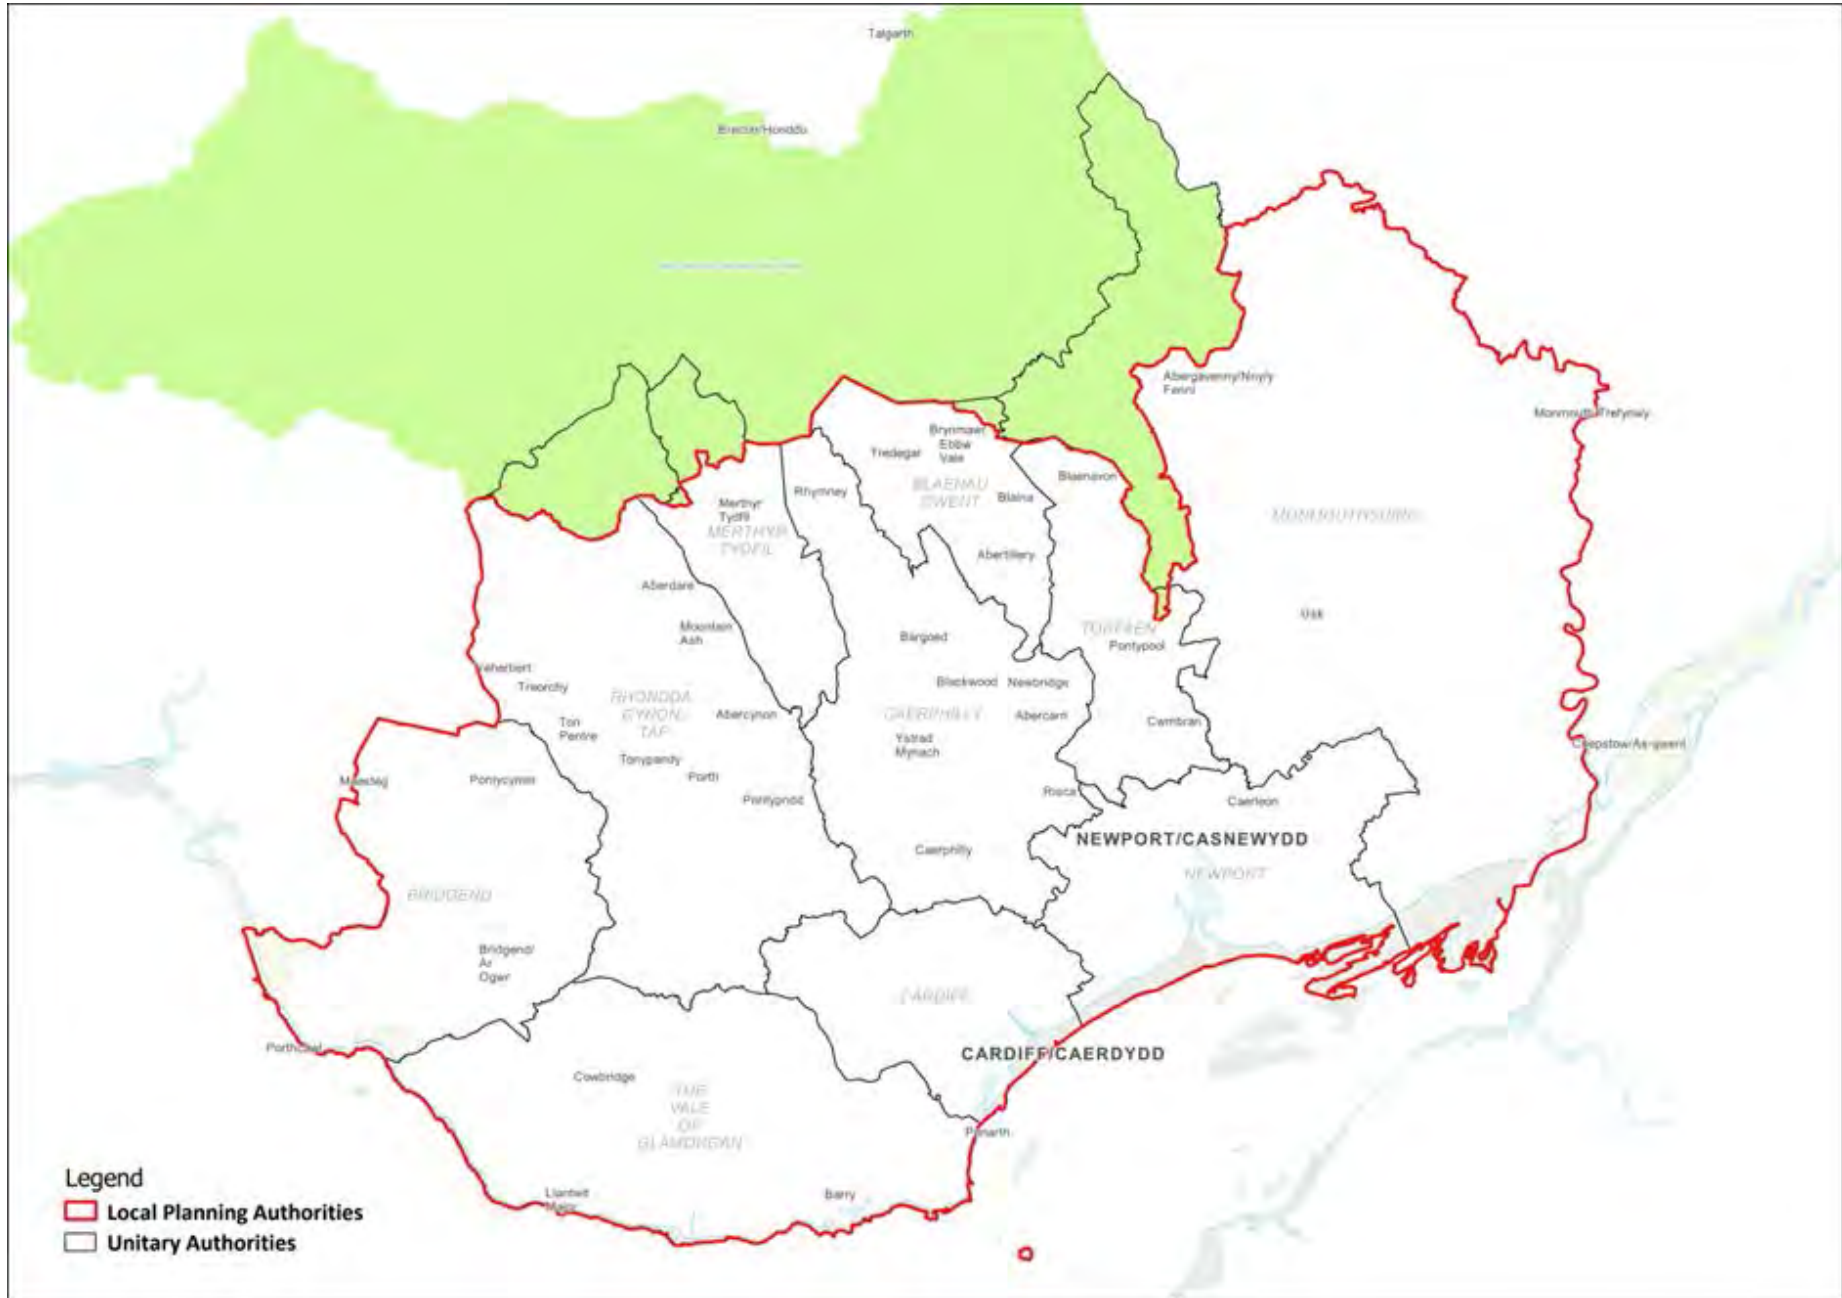 Talgarth
Brecon/Honddu
Abergavenny/Nny/y
Fenni
Monmouth/Trefynwy
Brynmawr
Ebbw
Vale
Tredegar
BLAENAU
GWENT
Blaina
Blaenavon
Rhymney
Merthyr
Tydfil
MERTHYR
TYDFIL
MONMOUTHSHIRE
Abertillery
Aberdare
Mountain
Ash
Bargoed
TORFAEN
Pontypool
Usk
Treorchy
RHONDDA
CYNON
TAF
Abercynon
Blackwood
Newbridge
CAERPHILLY
Abercarn
Cwmbran
Ton
Pentre
Ystrad
Mynach
Chepstow/As-gwent
Tonypandy
Porth
Maesteg
Pontycymer
Pontypridd
Risca
Caerleon
NEWPORT/CASNEWYDD
Caerphilly
NEWPORT
BRIDGEND
Bridgend/
Ar
Ogwr
CARDIFF
Porthcawl
CARDIFF/CAERDYDD
Cowbridge
THE
VALE
OF
GLAMORGAN
Penarth
Llantwit
Major
Barry
Legend
Local Planning Authorities
Unitary Authorities